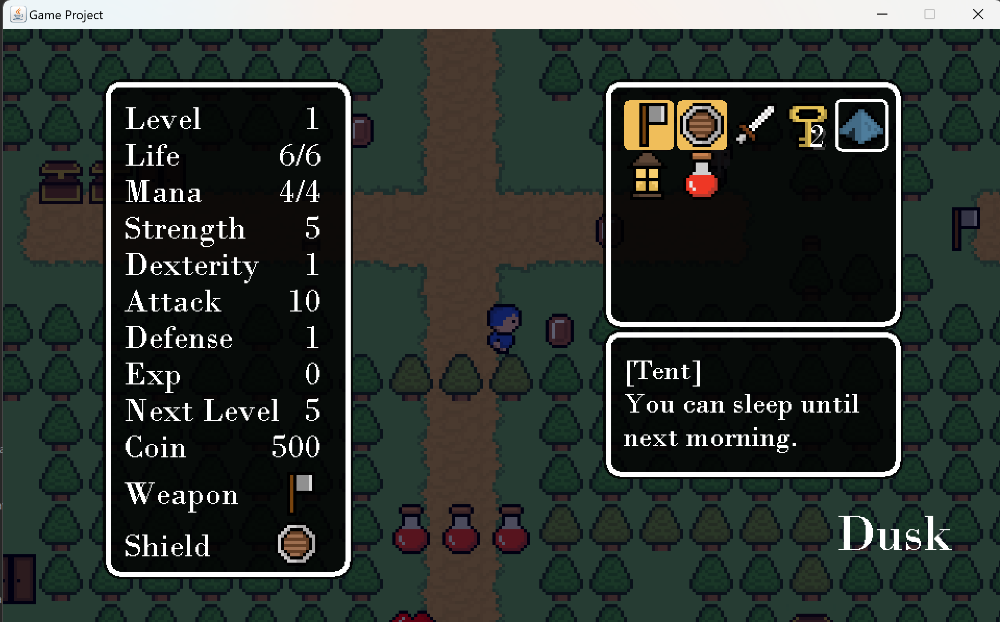 Game Project
Level 1
Life 6/6
Mana 4/4
Strength 5
Dexterity 1
Attack 10
Defense 1
Exp 0
Next Level 5
Coin 500
Weapon
Shield
2
[Tent]
You can sleep until
next morning.
Dusk